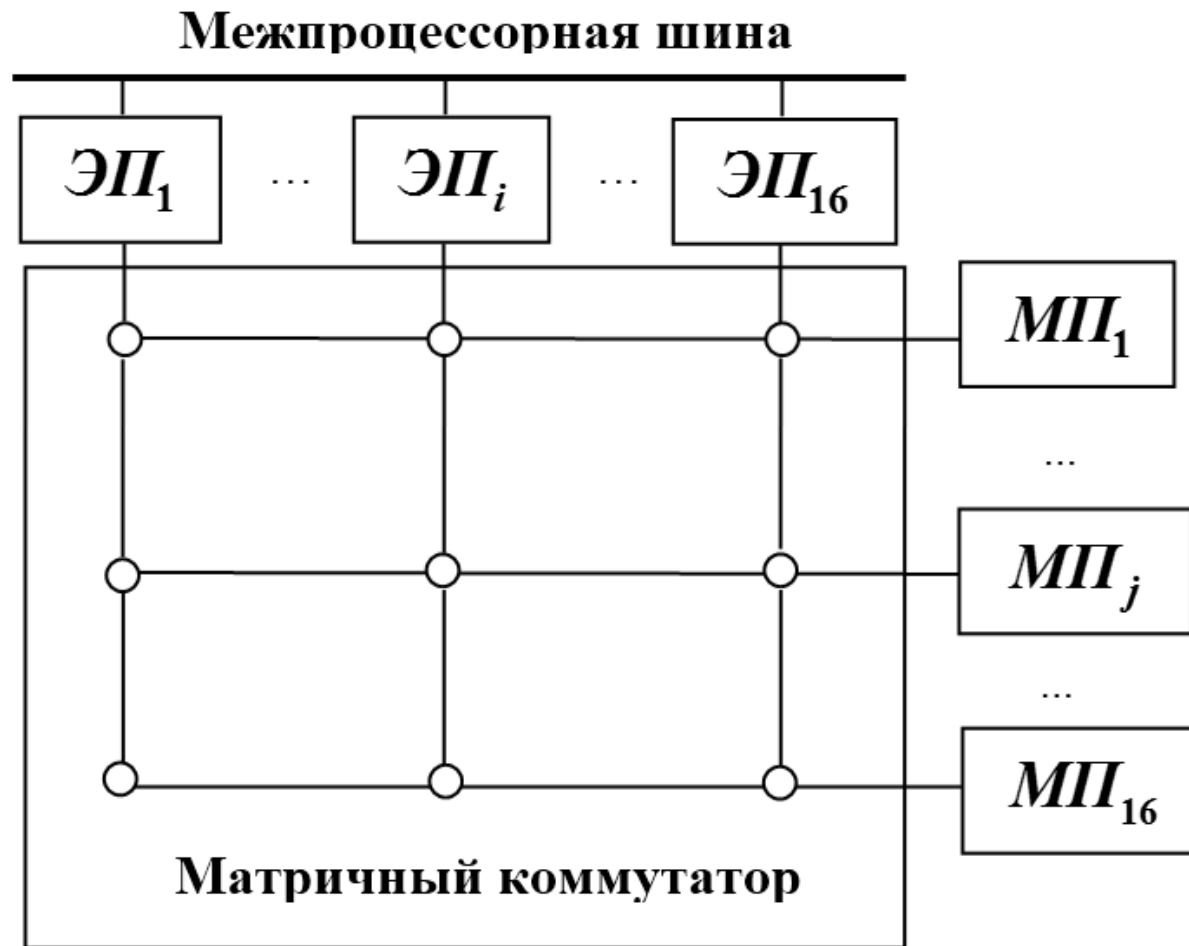 Межпроцессорная шина
ЭП1 ... ЭПi ... ЭП16
МП1
...
МПj
...
МП16
Матричный коммутатор